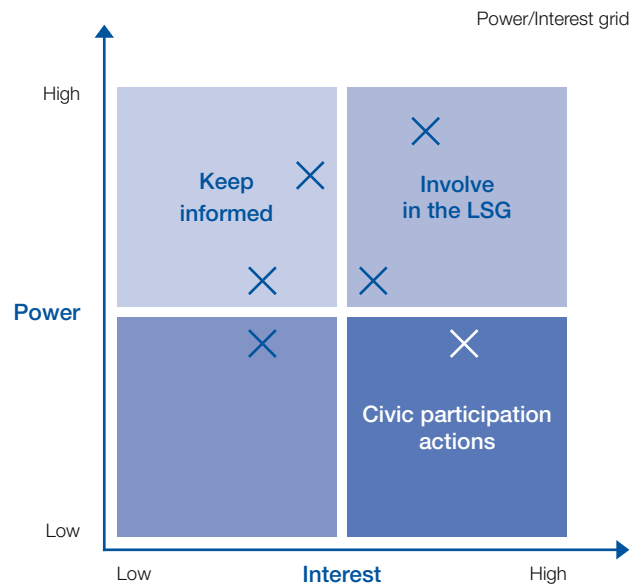 Power/Interest grid
High
Keep
informed
Involve
in the LSG
Power
Civic participation
actions
Low
Low
Interest
High